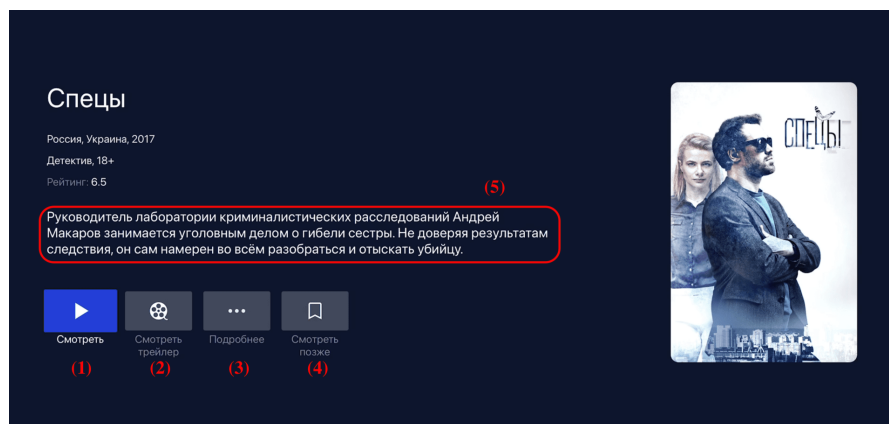 Спецы
Россия, Украина, 2017
Детектив, 18+
Рейтинг: 6.5
(5)
Руководитель лаборатории криминалистических расследований Андрей
Макаров занимается уголовным делом о гибели сестры. Не доверяя результатам
следствия, он сам намерен во всём разобраться и отыскать убийцу.
Смотреть
(1)
Смотреть
трейлер
(2)
Подробнее
(3)
Смотреть
позже
(4)
СПЕЦЫ